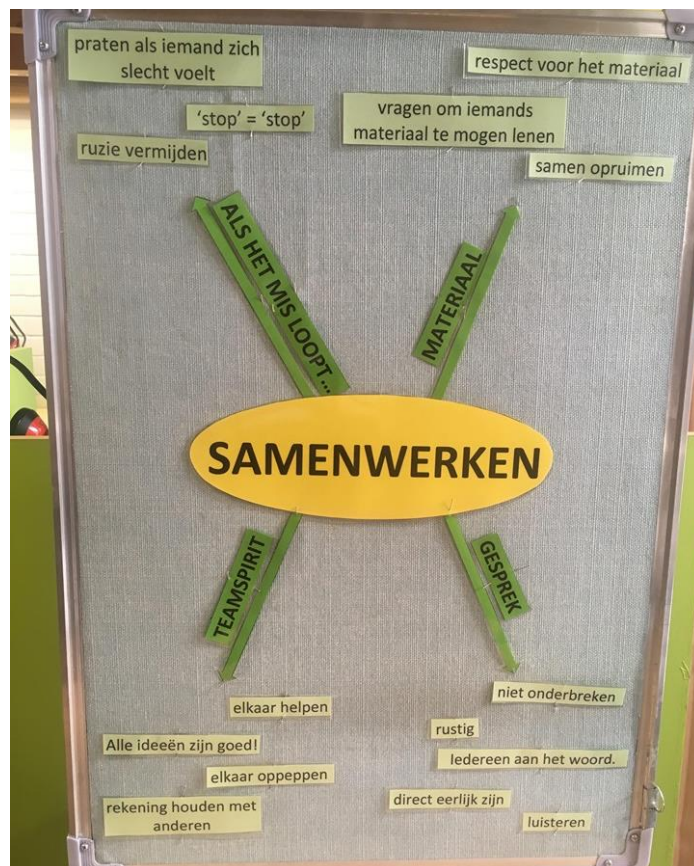 praten als iemand zich
slecht voelt
'stop' = 'stop'
ruzie vermijden
respect voor het materiaal
vragen om iemands
materiaal te mogen lenen
samen opruimen
ALS HET MIS LOOPT ...
MATERIAAL
SAMENWERKEN
TEAMSPIRIT
GESPREK
elkaar helpen
Alle ideeën zijn goed!
elkaar oppeppen
rekening houden met
anderen
niet onderbreken
rustig
Iedereen aan het woord.
direct eerlijk zijn
luisteren